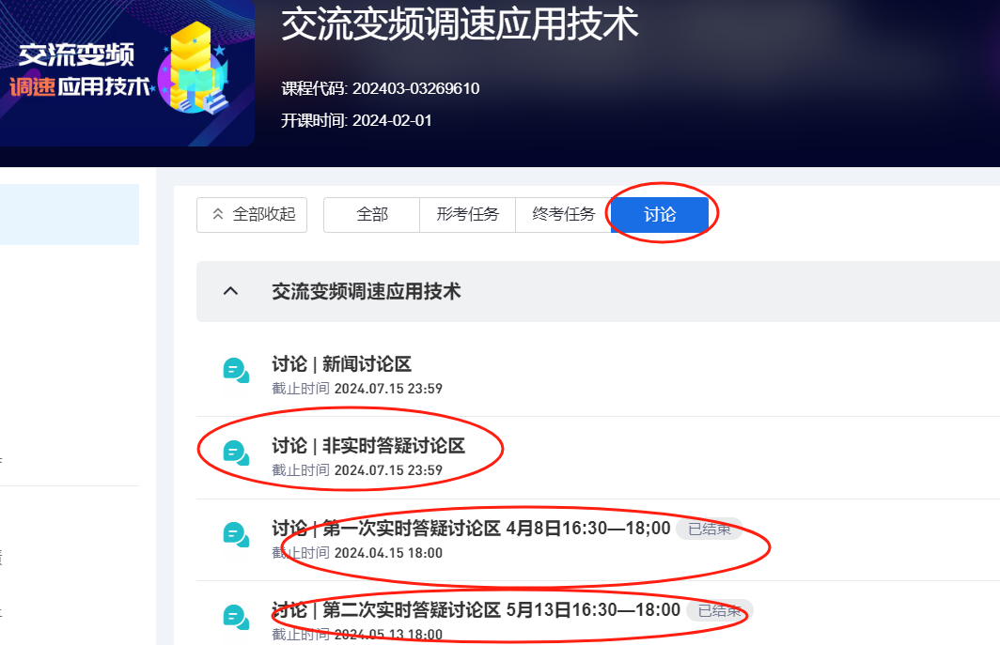 交流变频
调速应用技术
交流变频调速应用技术
课程代码: 202403-03269610
开课时间: 2024-02-01
全部收起
全部
形考任务
终考任务
讨论
交流变频调速应用技术
讨论 | 新闻讨论区
截止时间 2024.07.15 23:59
讨论 | 非实时答疑讨论区
截止时间 2024.07.15 23:59
讨论 | 第一次实时答疑讨论区 4月8日16:30—18;00 已结束
截止时间 2024.04.15 18:00
讨论 | 第二次实时答疑讨论区 5月13日16:30—18:00 已结束
截止时间 2024.05.13 18:00